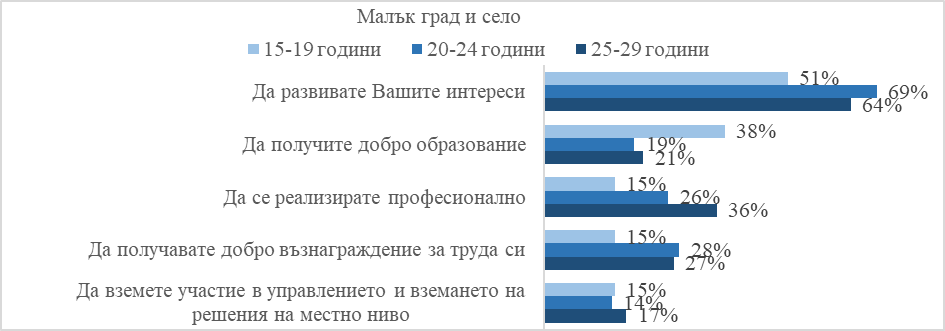 Малък град и село
15-19 години 20-24 години 25-29 години
Да развивате Вашите интереси
51%
69%
64%
Да получите добро образование
38%
19%
21%
Да се реализирате професионално
15%
26%
36%
Да получавате добро възнаграждение за труда си
15%
28%
27%
Да вземете участие в управлението и вземането на
решения на местно ниво
15%
14%
17%